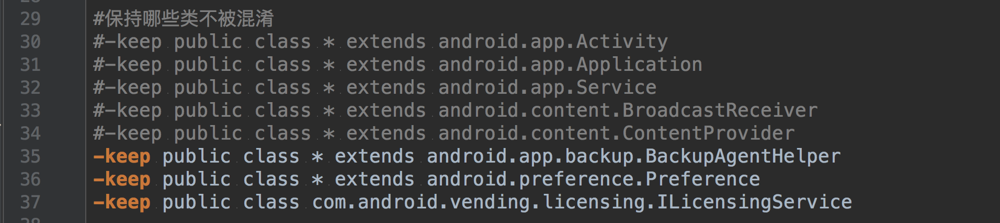 29 #保持哪些类不被混淆
30 #-keep public class * extends android.app.Activity
31 #-keep public class * extends android.app.Application
32 #-keep public class * extends android.app.Service
33 #-keep public class * extends android.content.BroadcastReceiver
34 #-keep public class * extends android.content.ContentProvider
35 -keep public class * extends android.app.backup.BackupAgentHelper
36 -keep public class * extends android.preference.Preference
37 -keep public class com.android.vending.licensing.ILicensingService